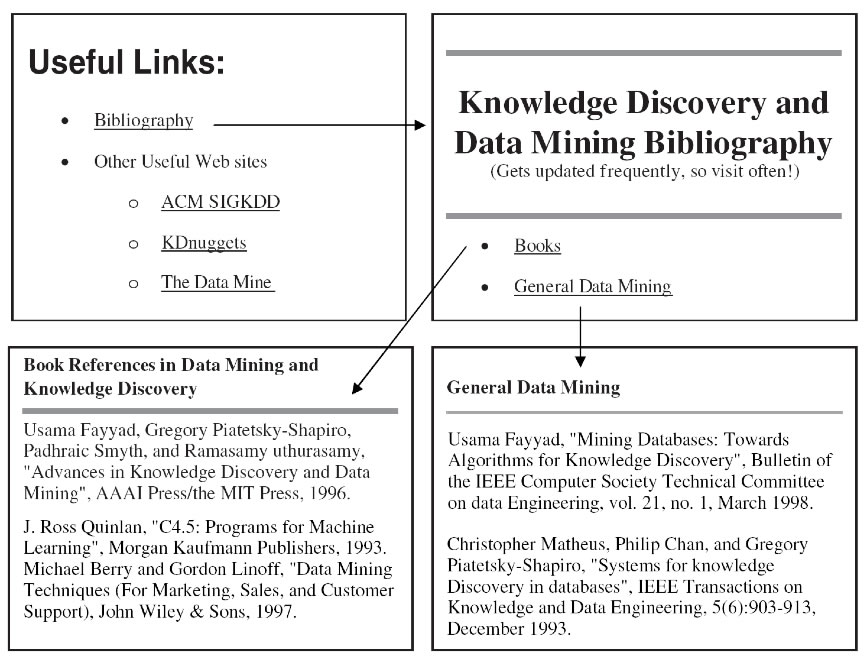 Useful Links:
• Bibliography
• Other Useful Web sites
o ACM SIGKDD
o KDnuggets
o The Data Mine
Knowledge Discovery and
Data Mining Bibliography
(Gets updated frequently, so visit often!)
• Books
• General Data Mining
Book References in Data Mining and
Knowledge Discovery
Usama Fayyad, Gregory Piatetsky-Shapiro,
Padhraic Smyth, and Ramasamy uthurasamy,
"Advances in Knowledge Discovery and Data
Mining", AAAI Press/the MIT Press, 1996.
J. Ross Quinlan, "C4.5: Programs for Machine
Learning", Morgan Kaufmann Publishers, 1993.
Michael Berry and Gordon Linoff, "Data Mining
Techniques (For Marketing, Sales, and Customer
Support), John Wiley & Sons, 1997.
General Data Mining
Usama Fayyad, "Mining Databases: Towards
Algorithms for Knowledge Discovery", Bulletin of
the IEEE Computer Society Technical Committee
on data Engineering, vol. 21, no. 1, March 1998.
Christopher Matheus, Philip Chan, and Gregory
Piatetsky-Shapiro, "Systems for knowledge
Discovery in databases", IEEE Transactions on
Knowledge and Data Engineering, 5(6):903-913,
December 1993.